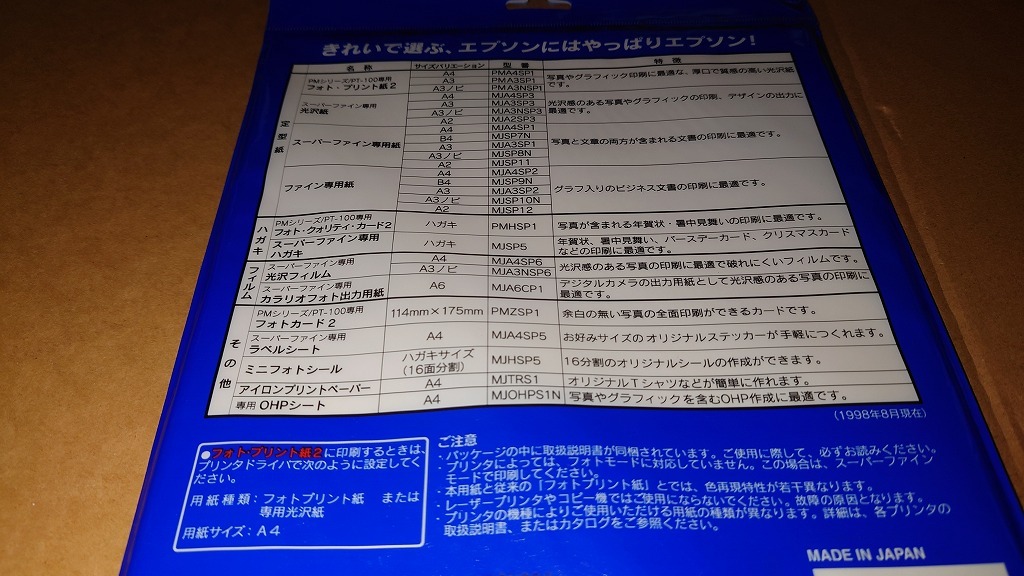 きれいで選ぶ、エプソンにはやっぱりエプソン!
名 称 サイズバリエーション 型 番 特 徴
定型紙
PMシリーズ/PT-100専用
フォト・プリント紙2
A4 PMA4SP1
A3 PMA3SP1
A3ノビ PMA3NSP1
写真やグラフィック印刷に最適な、厚口で質感の高い光沢紙
です。
スーパーファイン専用
光沢紙
A4 MJA4SP3
A3 MJA3SP3
A3ノビ MJA3NSP3
A2 MJA2SP3
光沢感のある写真やグラフィックの印刷、デザインの出力に
最適です。
スーパーファイン専用紙
A4 MJA4SP1
B4 MJSP7N
A3 MJA3SP1
A3ノビ MJSP8N
A2 MJSP11
写真と文章の両方が含まれる文書の印刷に最適です。
ファイン専用紙
A4 MJA4SP2
B4 MJSP9N
A3 MJA3SP2
A3ノビ MJSP10N
A2 MJSP12
グラフ入りのビジネス文書の印刷に最適です。
ハガキ
PMシリーズ/PT-100専用
フォト・クォリティ・カード2
ハガキ PMHSP1 写真が含まれる年賀状・暑中見舞いの印刷に最適です。
スーパーファイン専用
ハガキ
ハガキ MJSP5 年賀状、暑中見舞い、バースデーカード、クリスマスカード
などの印刷に最適です。
フィルム
スーパーファイン専用
光沢フィルム
A4 MJA4SP6
A3ノビ MJA3NSP6
光沢感のある写真の印刷に最適で破れにくいフィルムです。
スーパーファイン専用
カラリオフォト出力用紙
A6 MJA6CP1 デジタルカメラの出力用紙として光沢感のある写真の印刷に
最適です。
その他
PMシリーズ/PT-100専用
フォトカード2
114mm×175mm PMZSP1 余白の無い写真の全面印刷ができるカードです。
スーパーファイン専用
ラベルシート
A4 MJA4SP5 お好みサイズのオリジナルステッカーが手軽につくれます。
ミニフォトシール ハガキサイズ
(16面分割)
MJHSP5 16分割のオリジナルシールの作成ができます。
アイロンプリントペーパー A4 MJTRS1 オリジナルTシャツなどが簡単に作れます。
専用OHPシート A4 MJOHPS1N 写真やグラフィックを含むOHP作成に最適です。
(1998年8月現在)
●フォト・プリント紙2に印刷するときは、
プリンタドライバで次のように設定してく
ださい。
用紙種類:フォトプリント紙 または
専用光沢紙
用紙サイズ:A4
ご注意
・パッケージの中に取扱説明書が同梱されています。ご使用に際して、必ずお読みください。
・プリンタによっては、フォトモードに対応していません。この場合は、スーパーファイン
モードで印刷してください。
・本用紙と従来の「フォトプリント紙」とでは、色再現特性が若干異なります。
・レーザープリンタやコピー機ではご使用にならないでください。故障の原因となります。
・プリンタの機種によりご使用いただける用紙の種類が異なります。詳細は、各プリンタの
取扱説明書、またはカタログをご参照ください。
MADE IN JAPAN